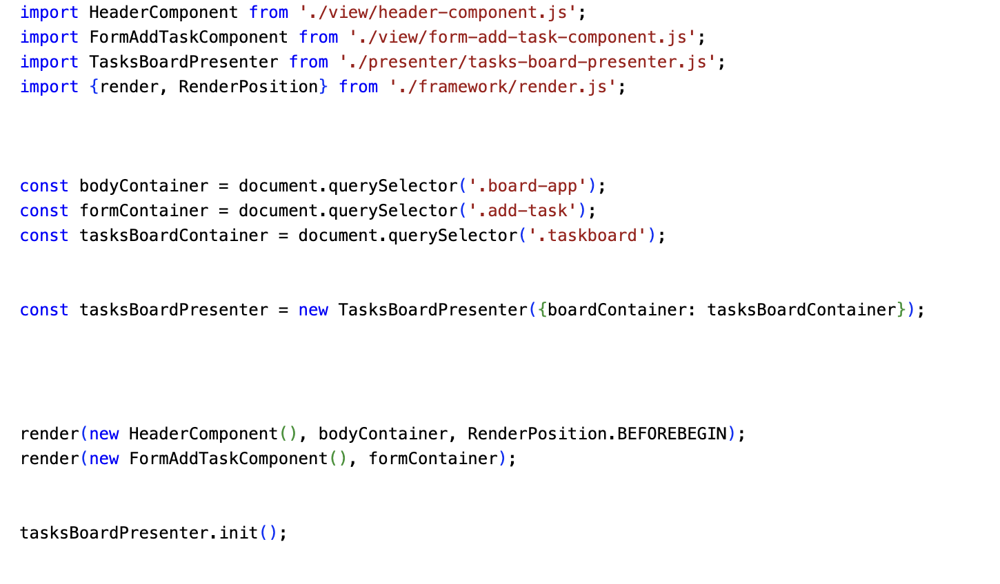 import HeaderComponent from './view/header-component.js';
import FormAddTaskComponent from './view/form-add-task-component.js';
import TasksBoardPresenter from './presenter/tasks-board-presenter.js';
import {render, RenderPosition} from './framework/render.js';
const bodyContainer = document.querySelector('.board-app');
const formContainer = document.querySelector('.add-task');
const tasksBoardContainer = document.querySelector('.taskboard');
const tasksBoardPresenter = new TasksBoardPresenter({boardContainer: tasksBoardContainer});
render(new HeaderComponent(), bodyContainer, RenderPosition.BEFOREBEGIN);
render(new FormAddTaskComponent(), formContainer);
tasksBoardPresenter.init();